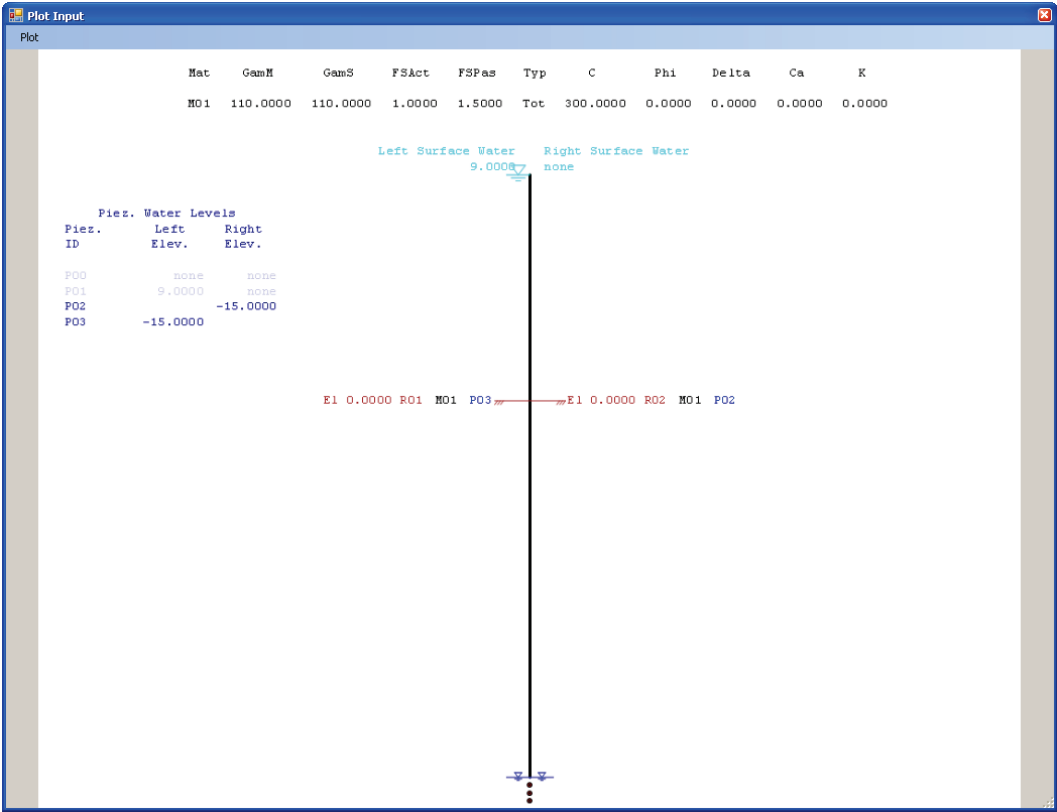 Plot Input
Plot
Mat GamM GamS FSAct FSPas Typ C Phi Delta Ca K
M01 110.0000 110.0000 1.0000 1.5000 Tot 300.0000 0.0000 0.0000 0.0000 0.0000
Left Surface Water Right Surface Water
9.0000 none
Piez. Water Levels
Piez. Left Right
ID Elev. Elev.
P00 none none
P01 9.0000 none
P02 -15.0000
P03 -15.0000
El 0.0000 R01 M01 P03 El 0.0000 R02 M01 P02